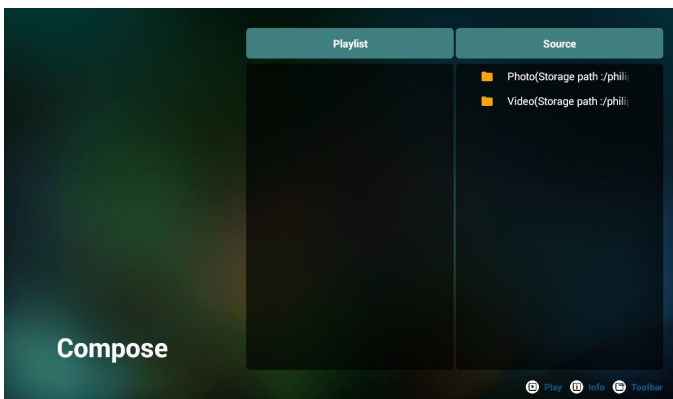 Playlist
Source
Photo(Storage path :/phili
Video(Storage path :/phili
Compose
Play Info Toolbar